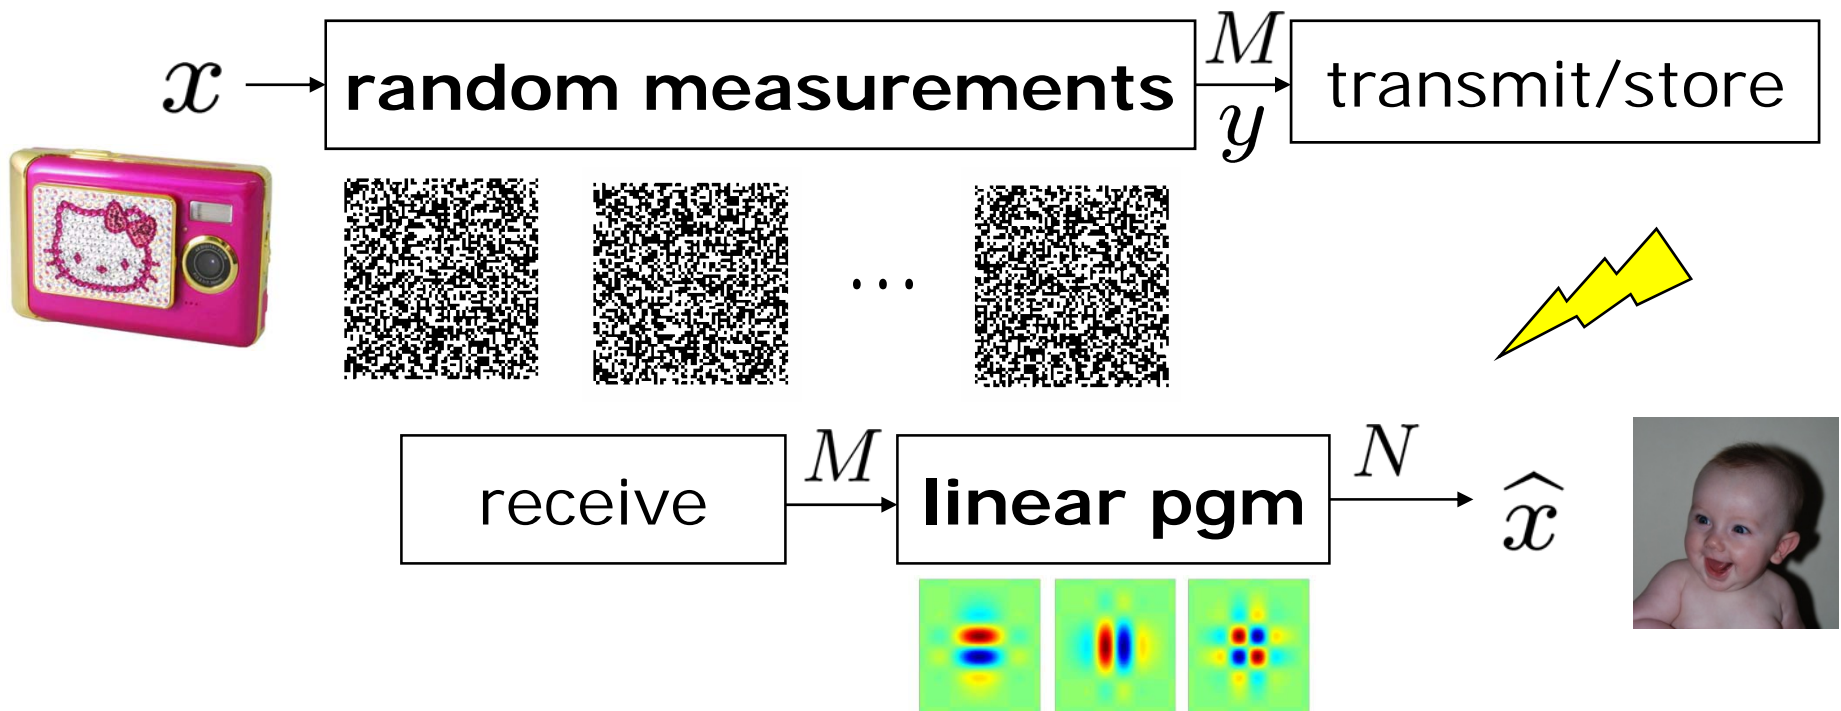 x random measurements M y transmit/store
...
receive M linear pgm N x̂